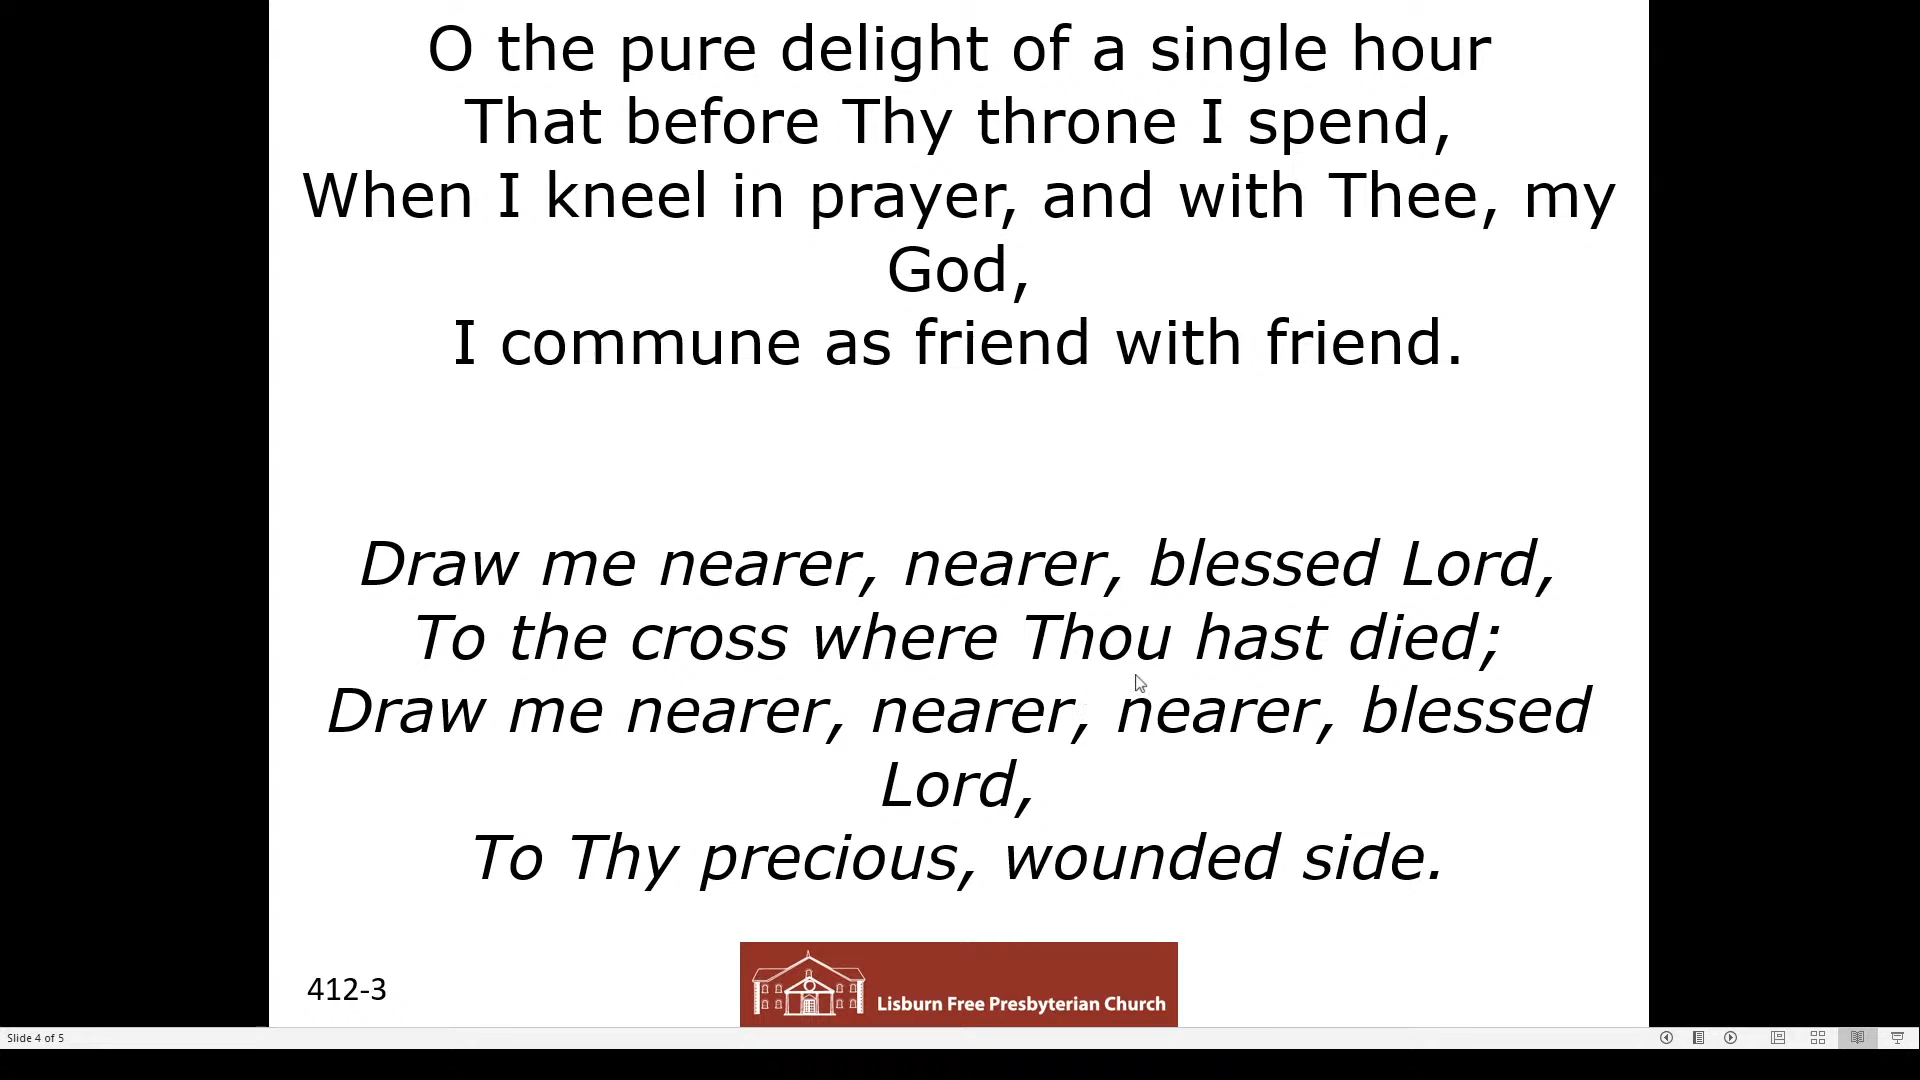 O the pure delight of a single hour
That before Thy throne I spend,
When I kneel in prayer, and with Thee, my
God,
I commune as friend with friend.
Draw me nearer, nearer, blessed Lord,
To the cross where Thou hast died;
Draw me nearer, nearer, nearer, blessed
Lord,
To Thy precious, wounded side.
412-3
Lisburn Free Presbyterian Church
Slide 4 of 5